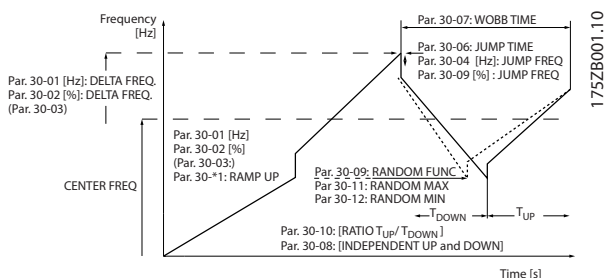 Frequency
[Hz]
Par. 30-07: WOBB TIME
Par. 30-06: JUMP TIME
Par. 30-04 [Hz]: JUMP FREQ
Par. 30-09 [%] : JUMP FREQ
Par. 30-01 [Hz]: DELTA FREQ.
Par. 30-02 [%]: DELTA FREQ.
(Par. 30-03)
Par. 30-01 [Hz]
Par. 30-02 [%]
(Par. 30-03:)
Par. 30-*1: RAMP UP
CENTER FREQ
Par. 30-09: RANDOM FUNC
Par 30-11: RANDOM MAX
Par 30-12: RANDOM MIN
TDOWN
TUP
Par. 30-10: [RATIO TUP/ TDOWN ]
Par. 30-08: [INDEPENDENT UP and DOWN]
Time [s]
175ZB001.10